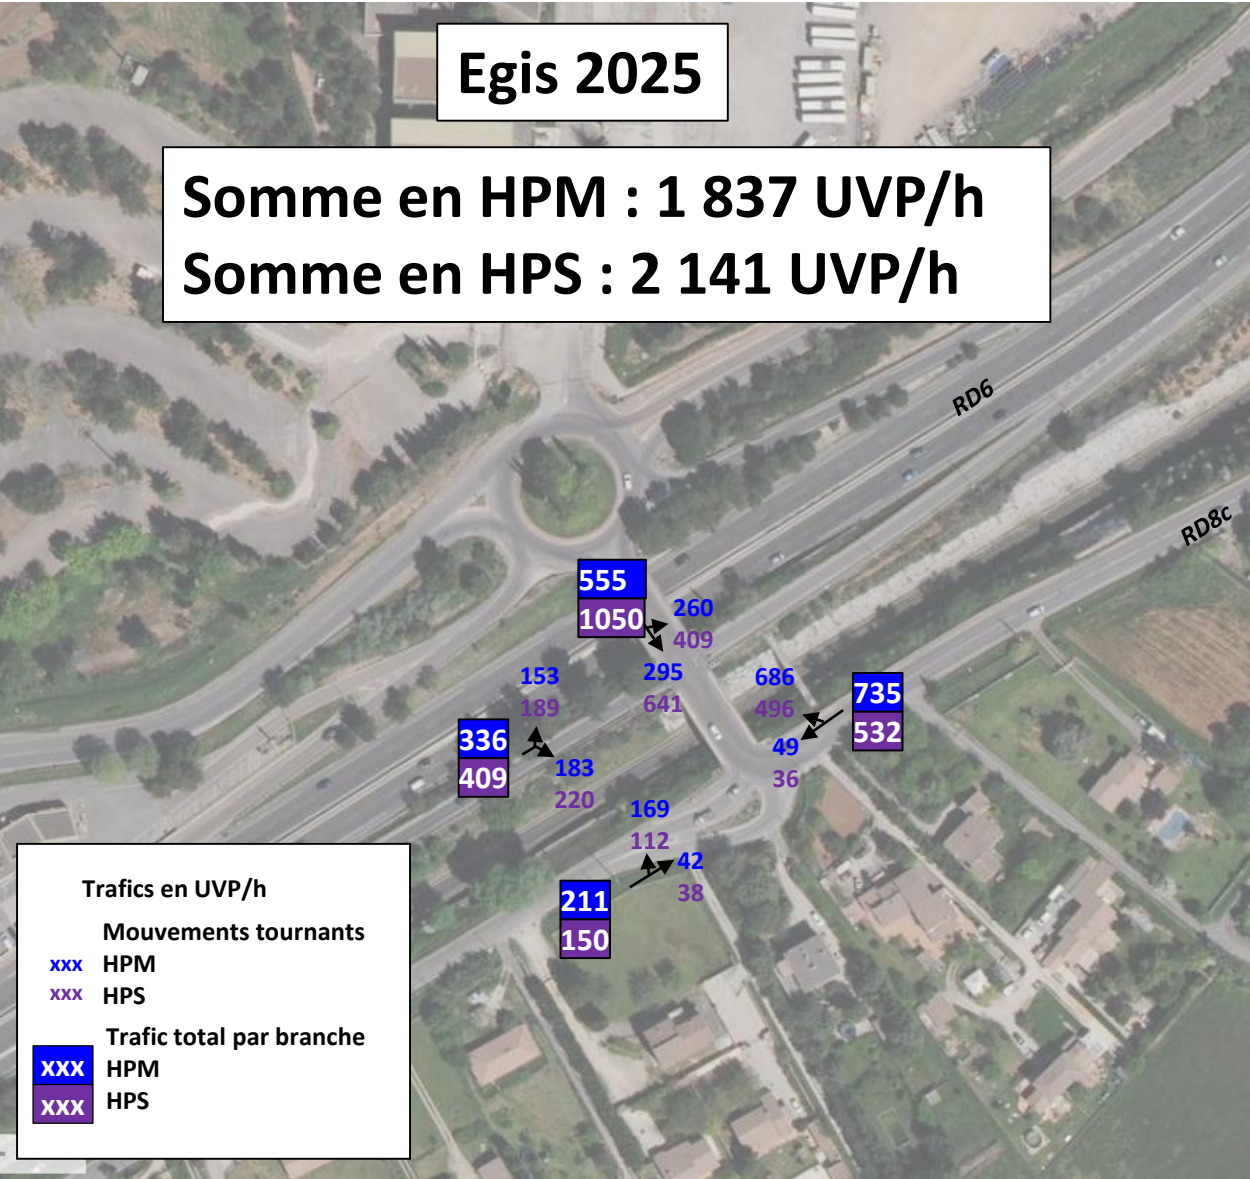 Egis 2025
Somme en HPM : 1 837 UVP/h
Somme en HPS : 2 141 UVP/h
RD6
RD8c
555
1050
260
409
295
641
153
189
686
496
735
532
336
409
183
220
49
36
169
112
42
38
211
150
Trafics en UVP/h
Mouvements tournants
xxx HPM
xxx HPS
Trafic total par branche
xxx HPM
xxx HPS